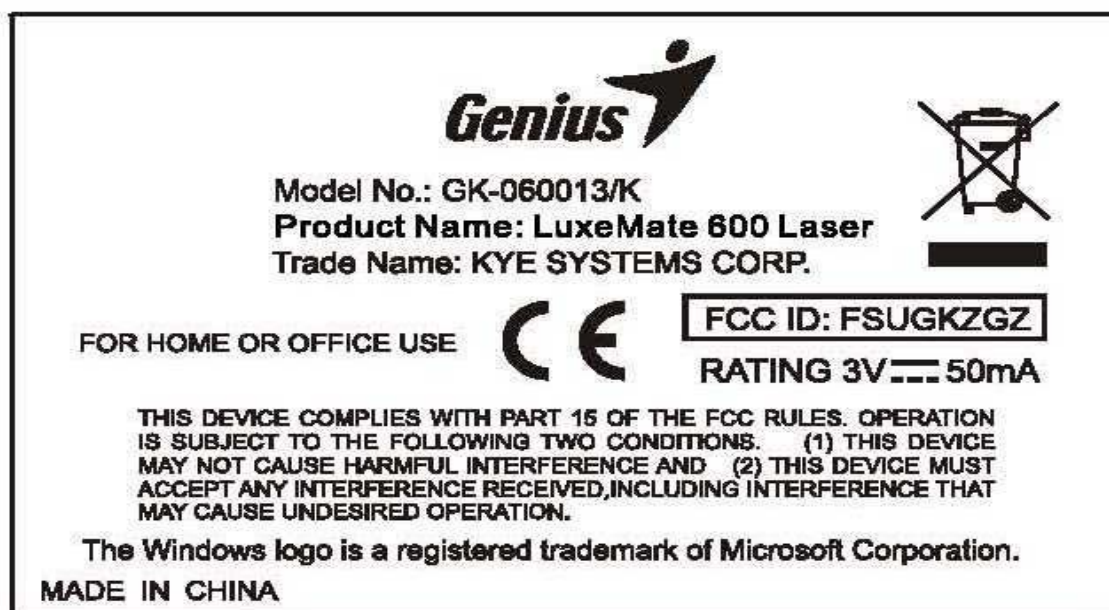 Genius
Model No.: GK-060013/K
Product Name: LuxeMate 600 Laser
Trade Name: KYE SYSTEMS CORP.
FOR HOME OR OFFICE USE
CE
FCC ID: FSUGKZGZ
RATING 3V⎓50mA
THIS DEVICE COMPLIES WITH PART 15 OF THE FCC RULES. OPERATION
IS SUBJECT TO THE FOLLOWING TWO CONDITIONS. (1) THIS DEVICE
MAY NOT CAUSE HARMFUL INTERFERENCE AND (2) THIS DEVICE MUST
ACCEPT ANY INTERFERENCE RECEIVED,INCLUDING INTERFERENCE THAT
MAY CAUSE UNDESIRED OPERATION.
The Windows logo is a registered trademark of Microsoft Corporation.
MADE IN CHINA